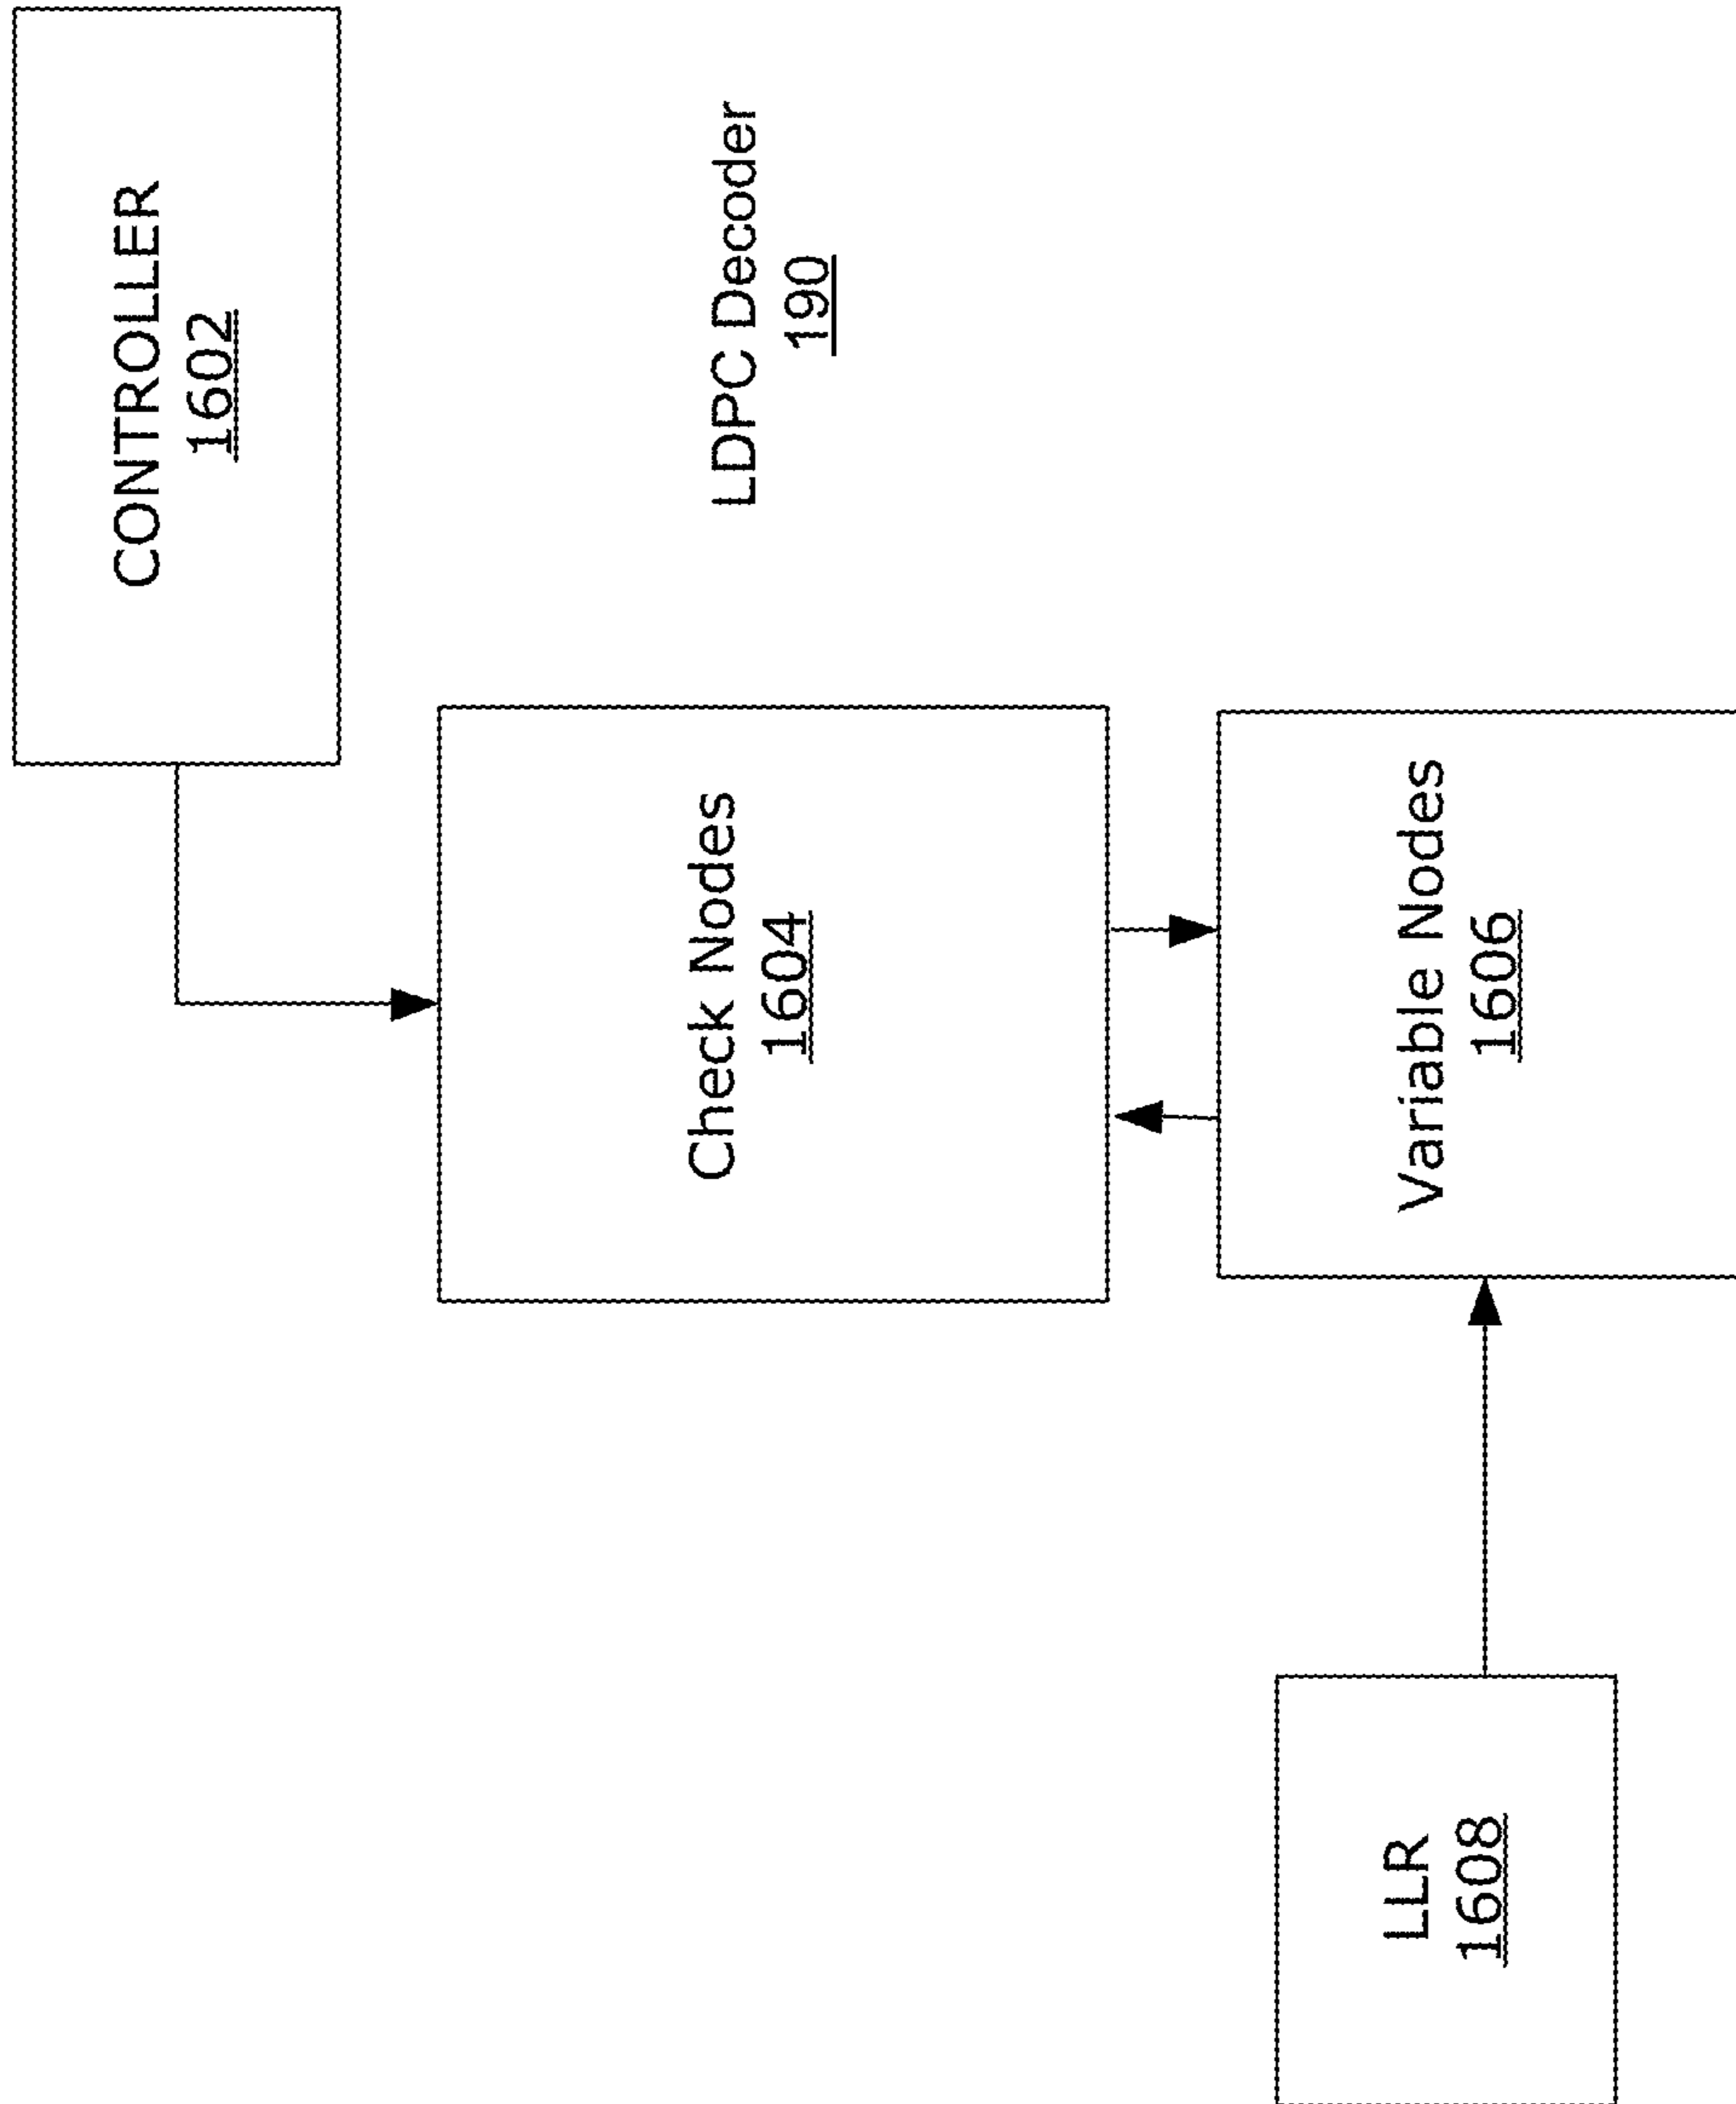 CONTROLLER
1602
LDPC Decoder
190
Check Nodes
1604
Variable Nodes
1606
LLR
1608